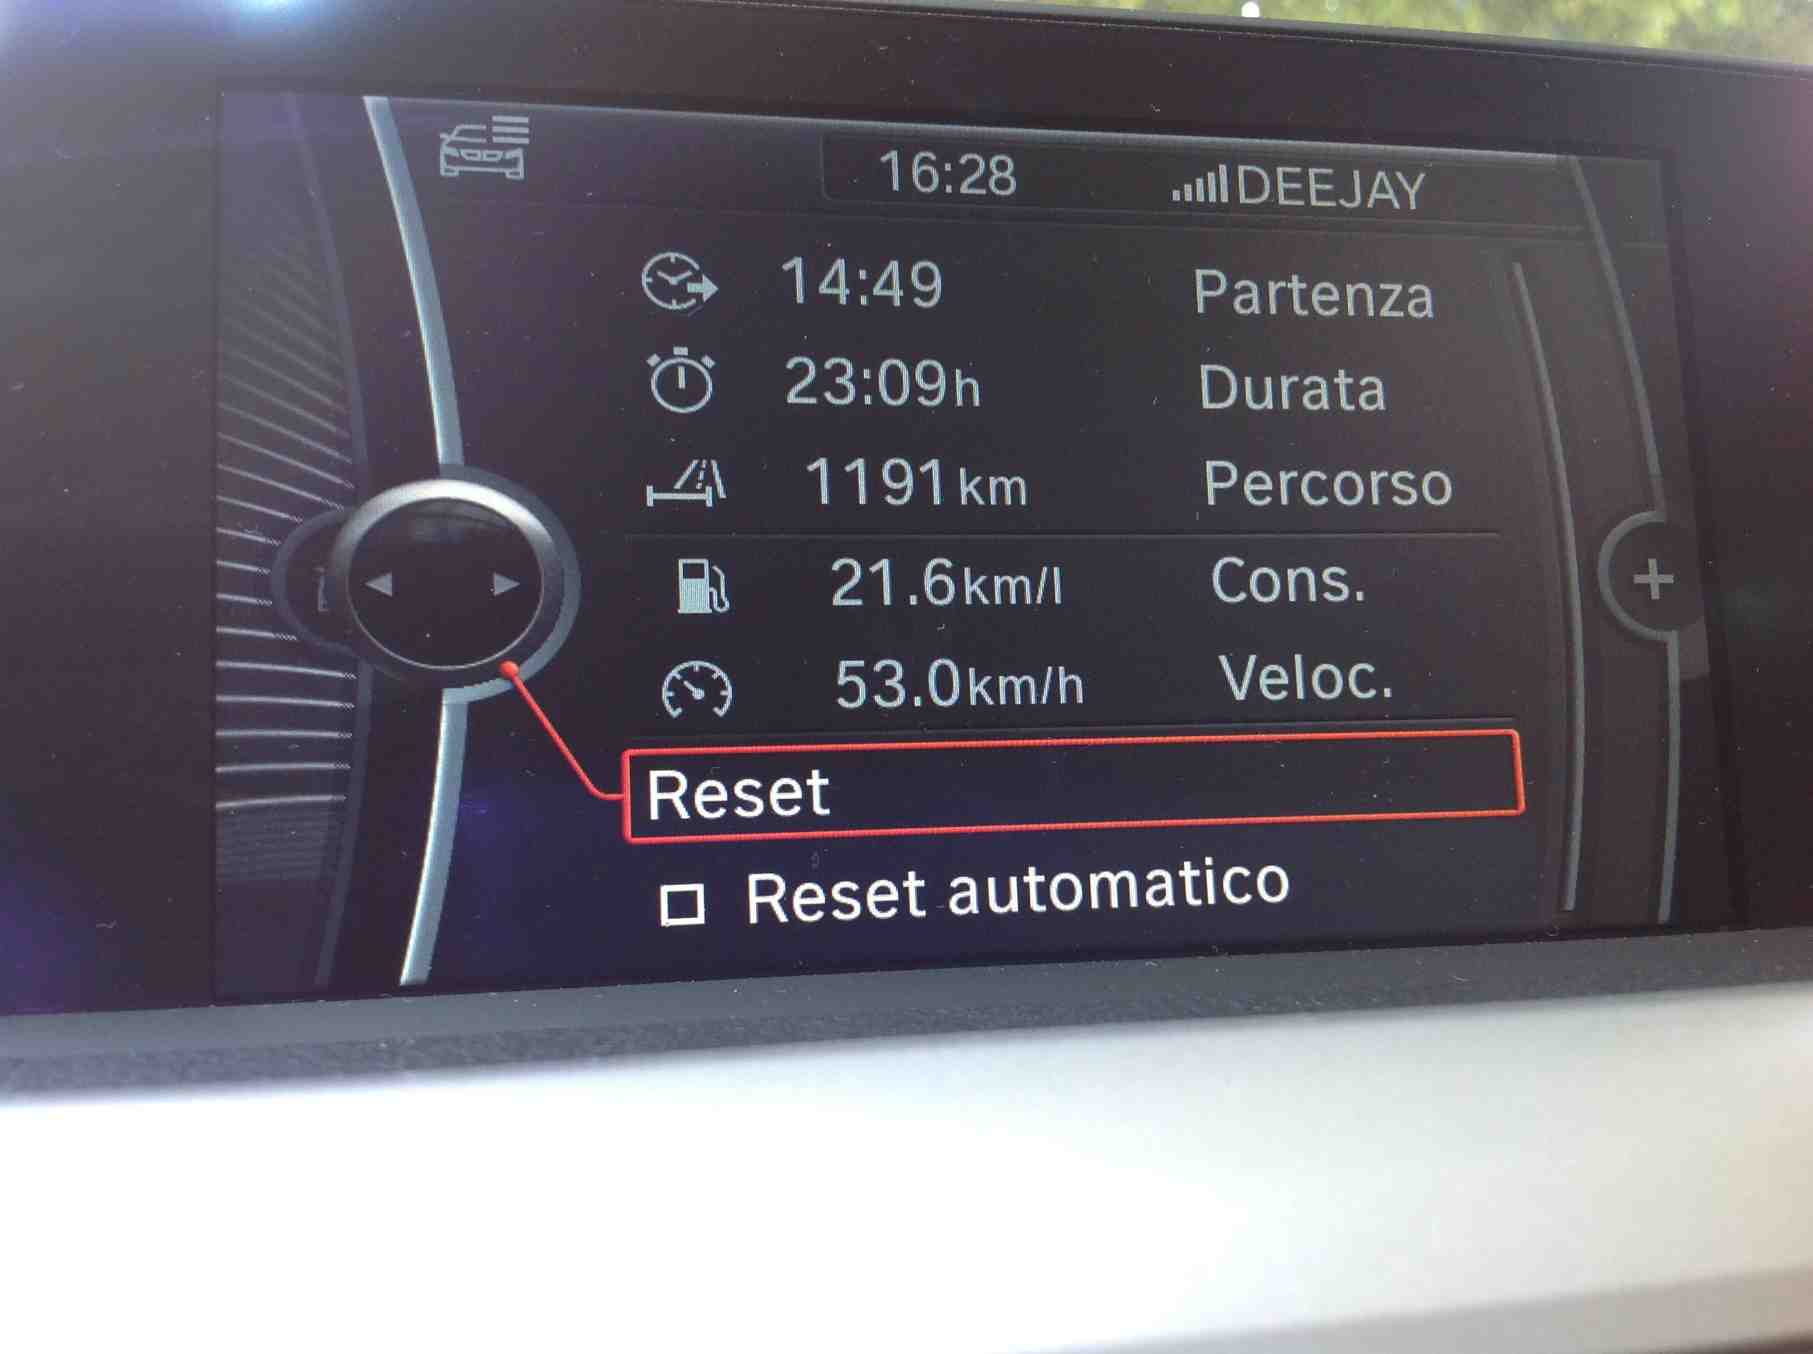 16:28 DEEJAY
14:49 Partenza
23:09h Durata
1191km Percorso
21.6km/l Cons.
53.0km/h Veloc.
Reset
Reset automatico
+